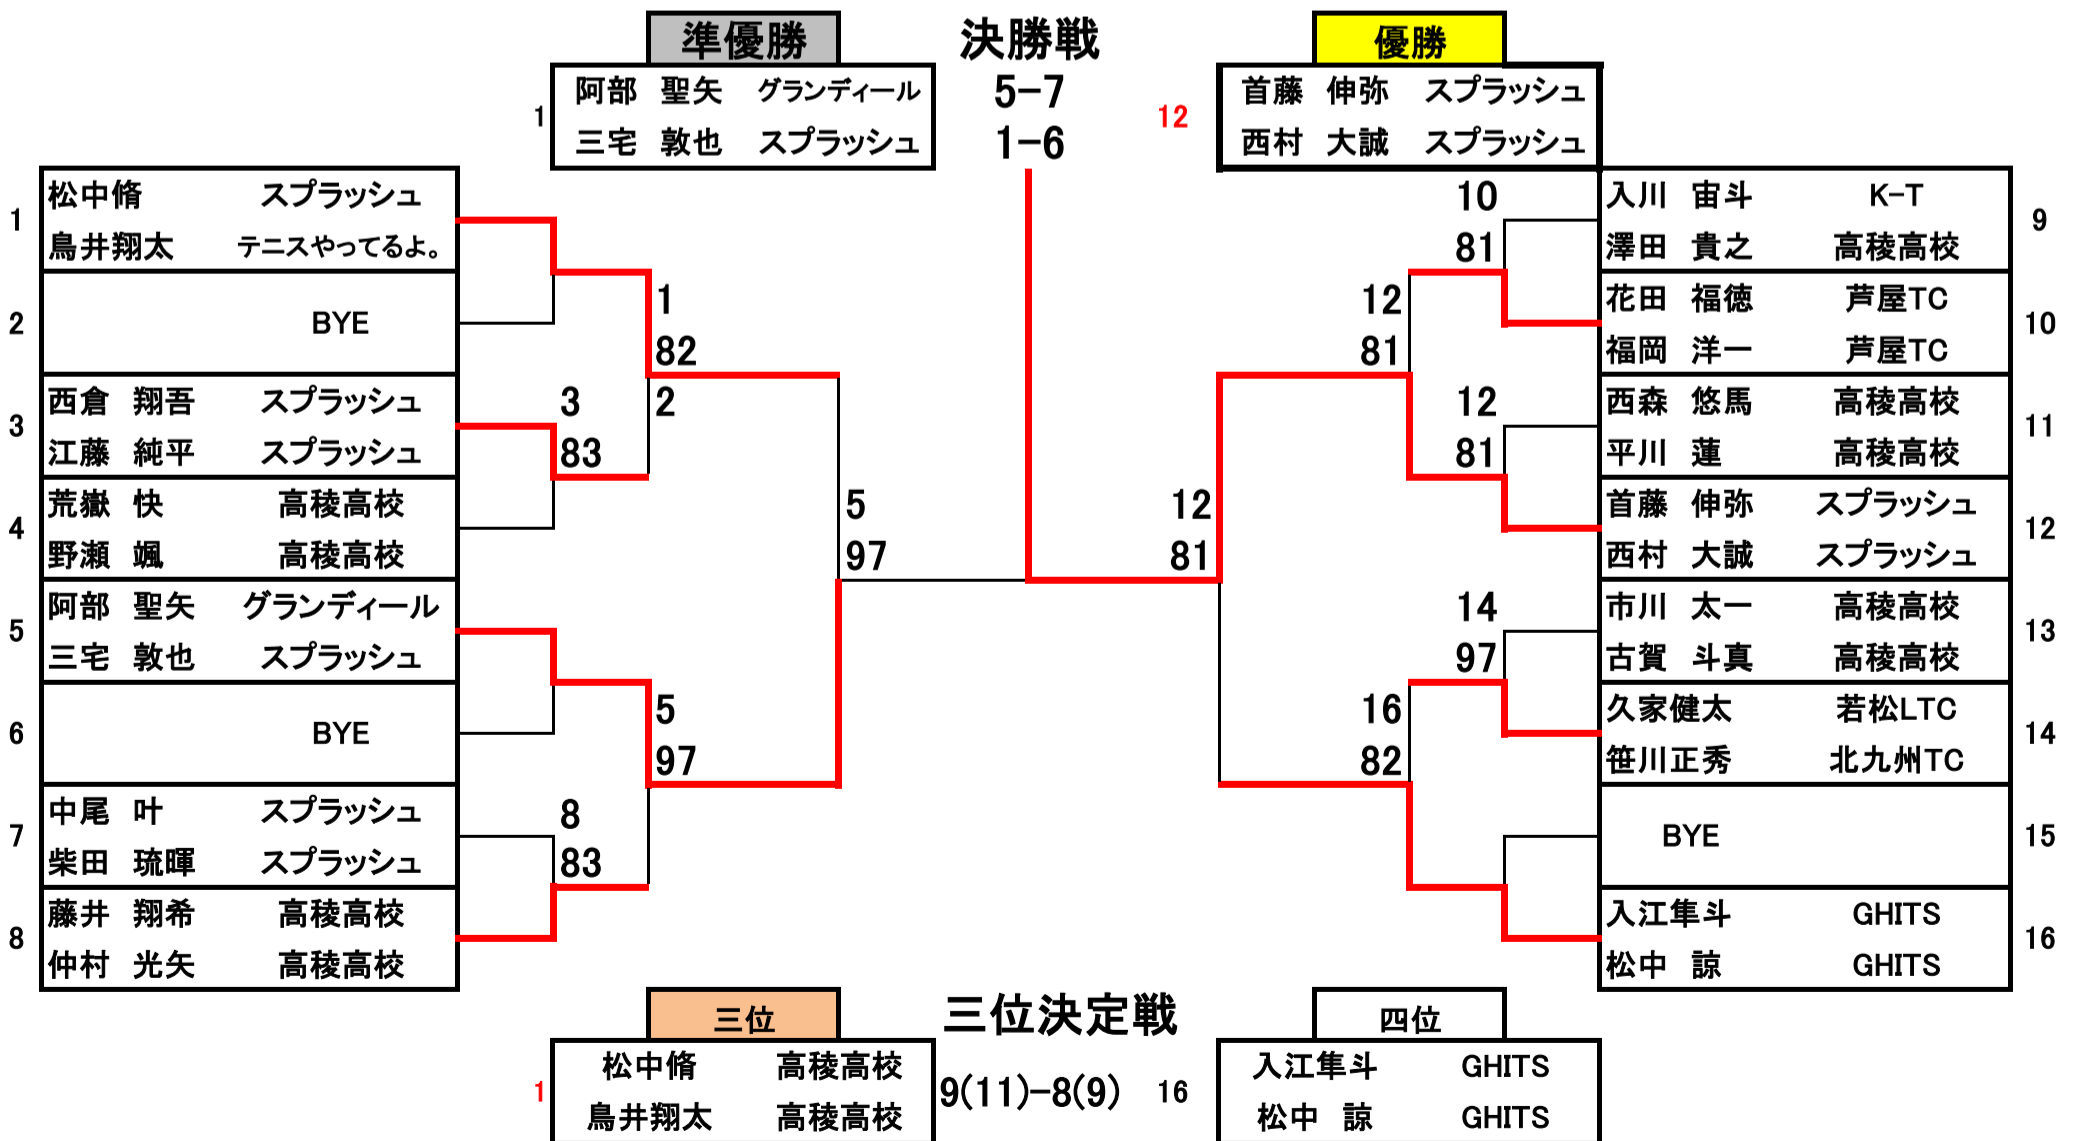 準優勝 決勝戦 優勝
阿部 聖矢 グランディール 5-7 首藤 伸弥 スプラッシュ
1 12
三宅 敦也 スプラッシュ 1-6 西村 大誠 スプラッシュ
松中脩 スプラッシュ
1
鳥井翔太 テニスやってるよ。
2 BYE
1
82
西倉 翔吾 スプラッシュ
3
江藤 純平 スプラッシュ
3
83
2
荒嶽 快 高稜高校
4
野瀬 颯 高稜高校
5
97
阿部 聖矢 グランディール
5
三宅 敦也 スプラッシュ
6 BYE
5
97
中尾 叶 スプラッシュ
7
柴田 琉暉 スプラッシュ
8
83
藤井 翔希 高稜高校
8
仲村 光矢 高稜高校
10
81
入川 宙斗 K-T
9
澤田 貴之 高稜高校
12
81
花田 福徳 芦屋TC
10
福岡 洋一 芦屋TC
12
81
西森 悠馬 高稜高校
11
平川 蓮 高稜高校
12
81
首藤 伸弥 スプラッシュ
12
西村 大誠 スプラッシュ
14
97
市川 太一 高稜高校
13
古賀 斗真 高稜高校
16
82
久家健太 若松LTC
14
笹川正秀 北九州TC
BYE 15
入江隼斗 GHITS
16
松中 諒 GHITS
三位 三位決定戦 四位
松中脩 高稜高校 入江隼斗 GHITS
1 9(11)-8(9) 16
鳥井翔太 高稜高校 松中 諒 GHITS